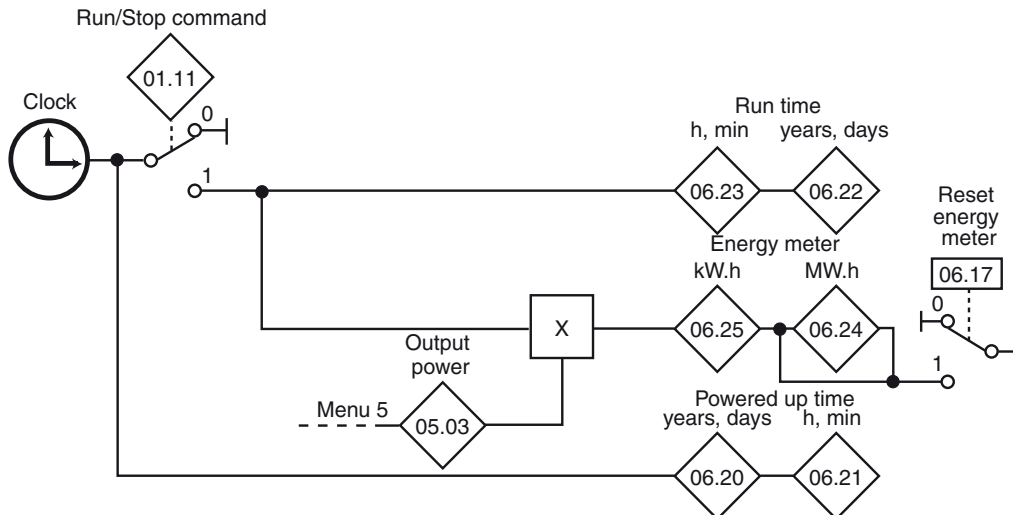 Run/Stop command
01.11
Clock
0
1
Run time
h, min years, days
06.23 06.22
Energy meter
kW.h MW.h
06.25 06.24
Reset
energy
meter
06.17
0
1
X
Output
power
Menu 5
05.03
Powered up time
years, days h, min
06.20 06.21